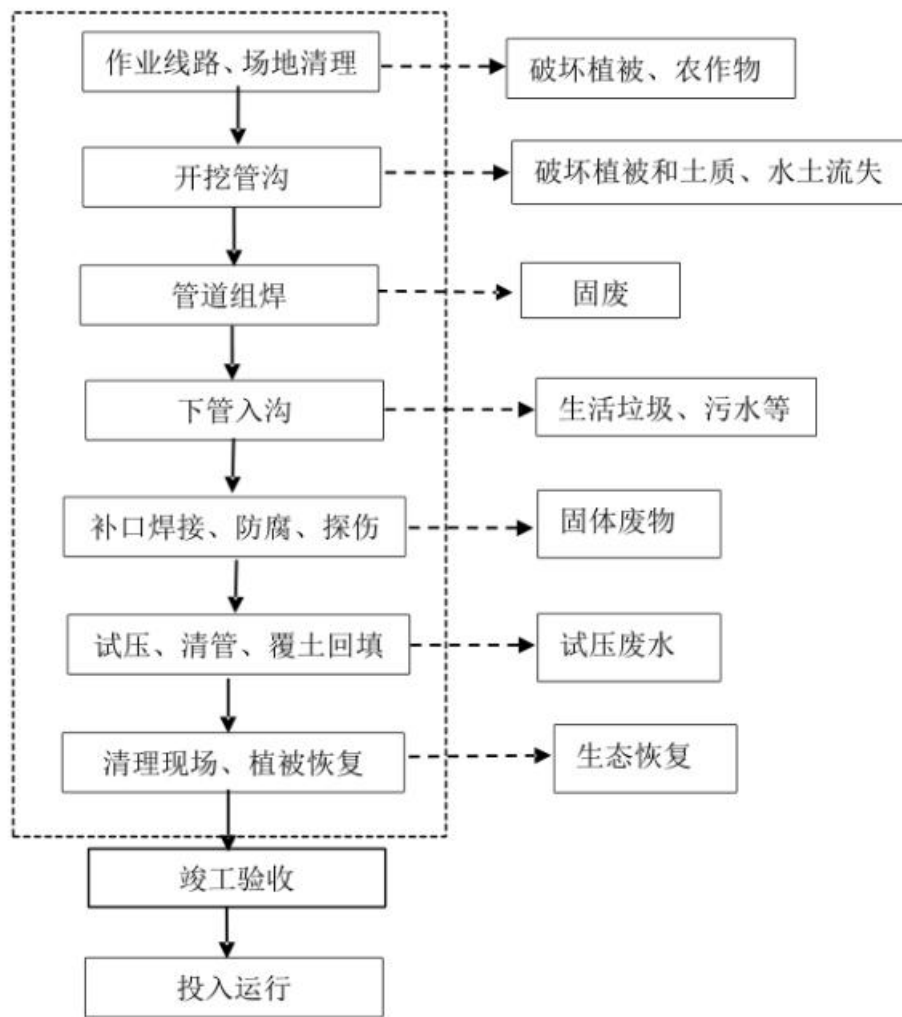 作业线路、场地清理
破坏植被、农作物
开挖管沟
破坏植被和土质、水土流失
管道组焊
固废
下管入沟
生活垃圾、污水等
补口焊接、防腐、探伤
固体废物
试压、清管、覆土回填
试压废水
清理现场、植被恢复
生态恢复
竣工验收
投入运行